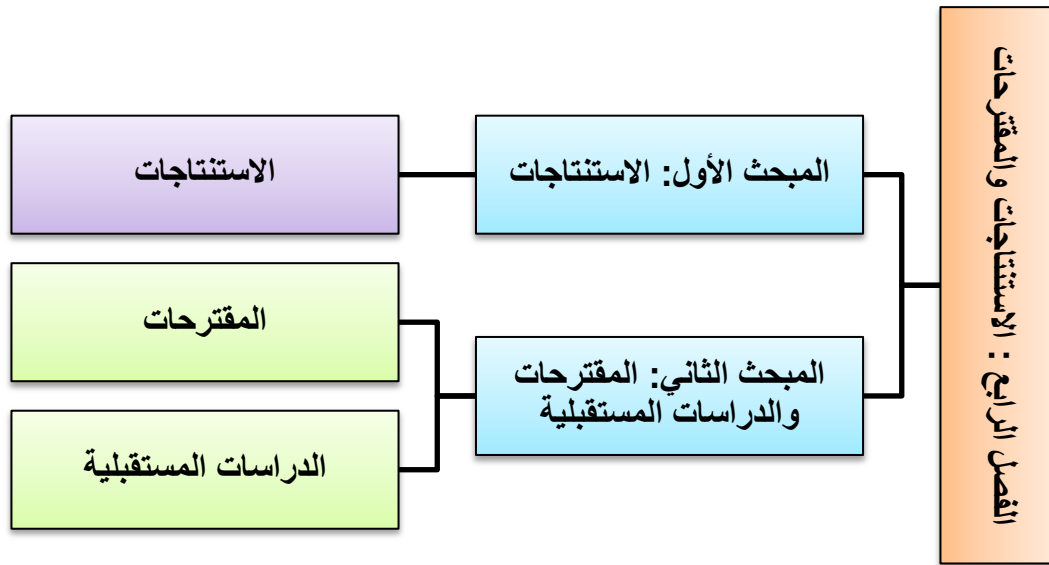 الفصل الرابع : الاستنتاجات والمقترحات
المبحث الأول: الاستنتاجات
الاستنتاجات
المبحث الثاني: المقترحات
والدراسات المستقبلية
المقترحات
الدراسات المستقبلية